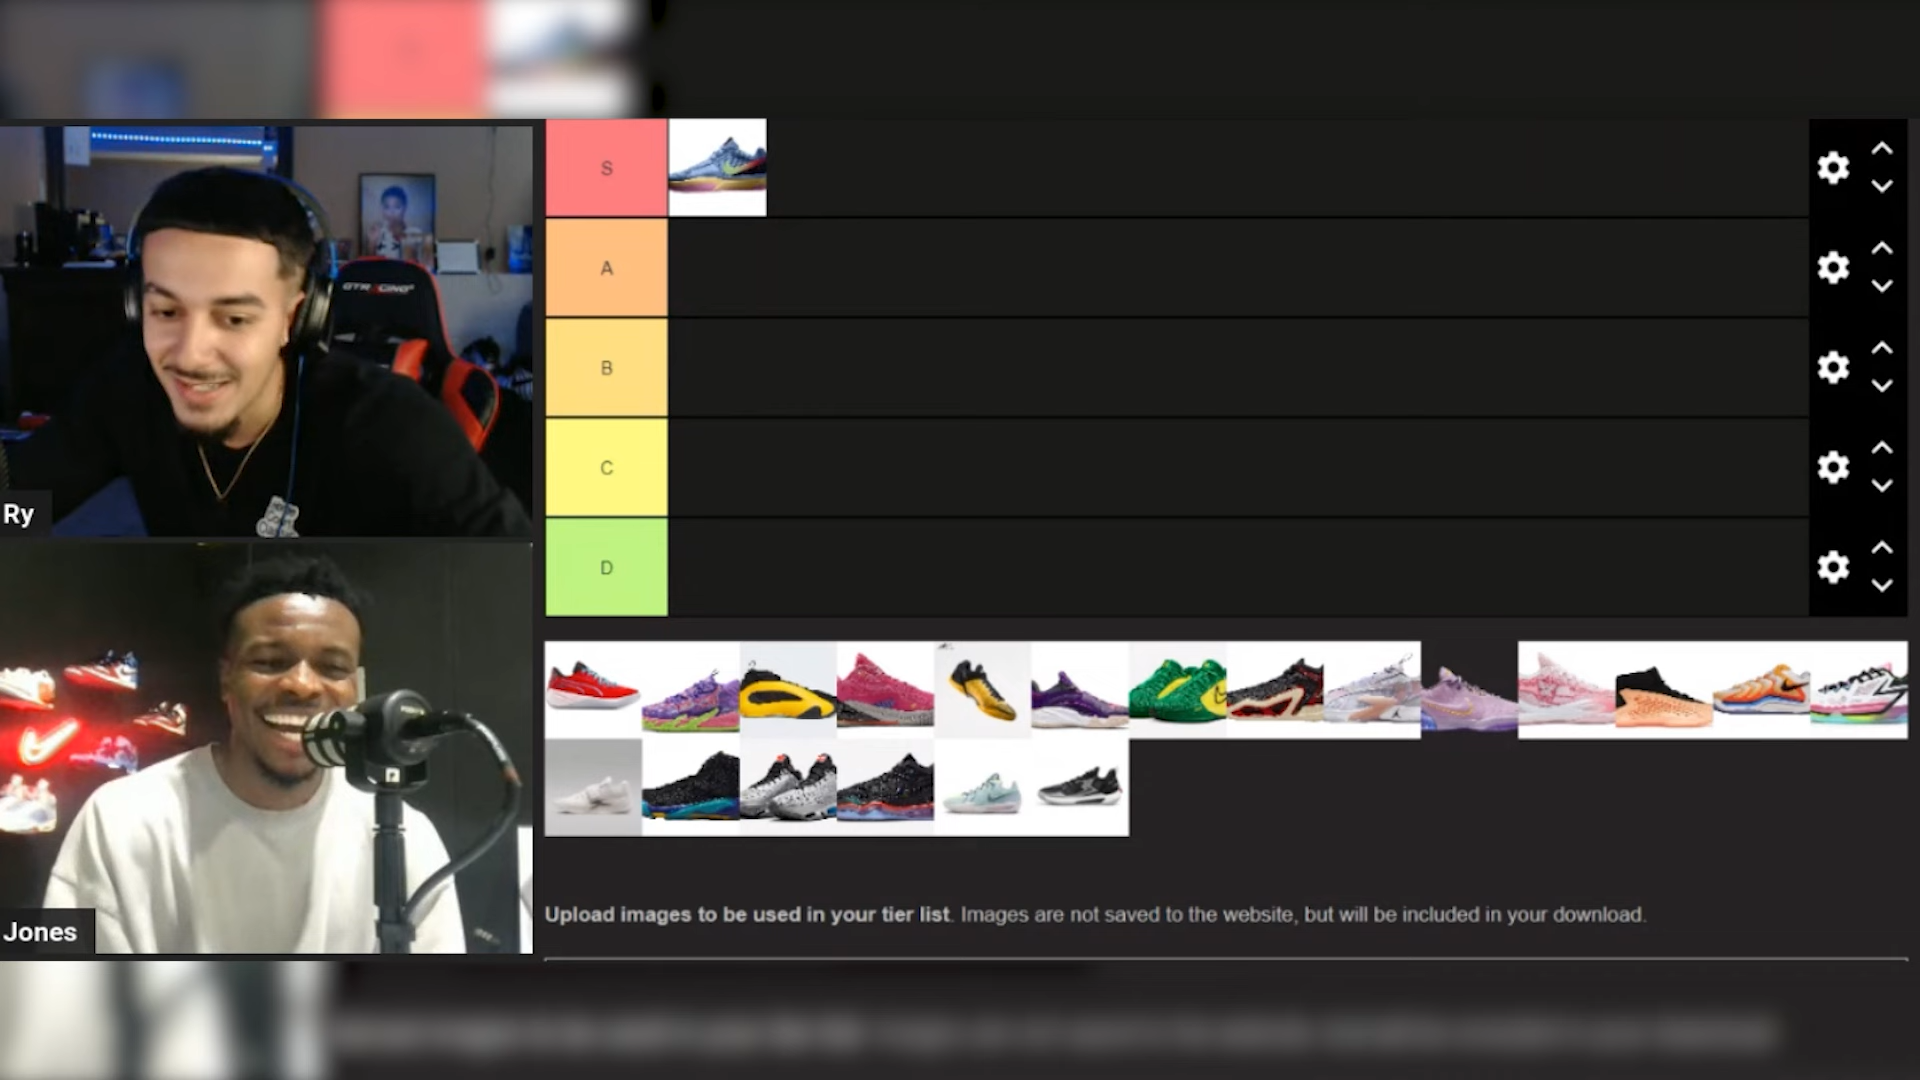 S
A
GTRACING
B
C
Ry
D
Jones
Upload images to be used in your tier list. Images are not saved to the website, but will be included in your download.